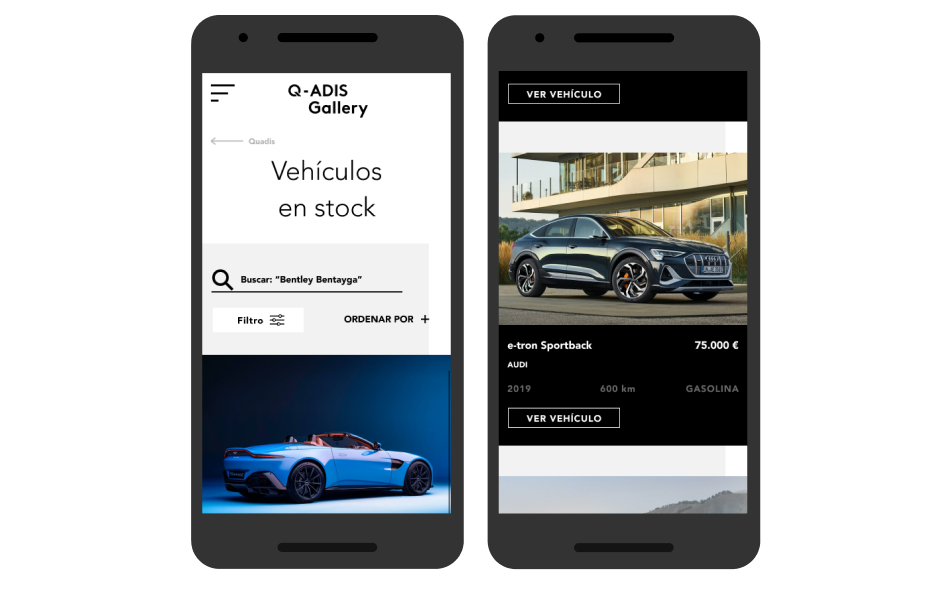 Q-ADIS
Gallery
Quadis
Vehículos
en stock
Buscar: “Bentley Bentayga”
Filtro
ORDENAR POR +
VER VEHÍCULO
e-tron Sportback
75.000 €
AUDI
2019
600 km
GASOLINA
VER VEHÍCULO